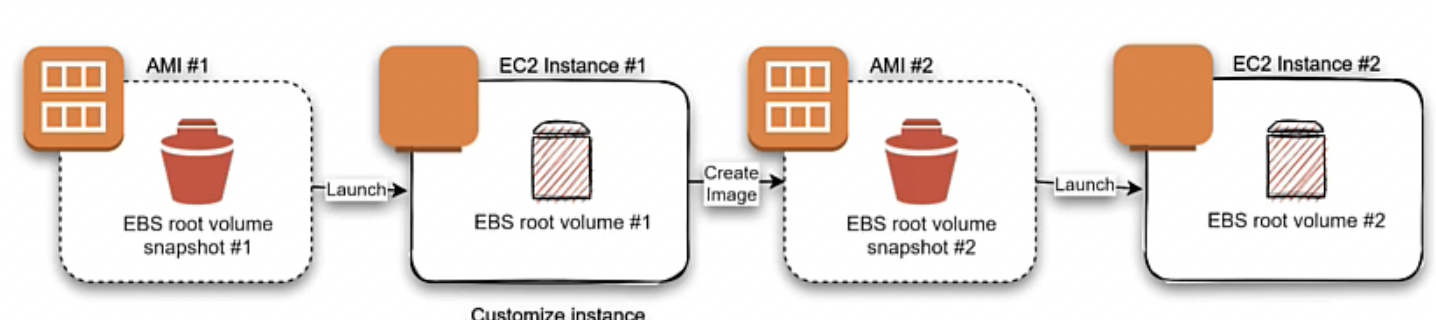 AMI #1
EBS root volume
snapshot #1
Launch
EC2 Instance #1
EBS root volume #1
Customize instance
Create
Image
AMI #2
EBS root volume
snapshot #2
Launch
EC2 Instance #2
EBS root volume #2